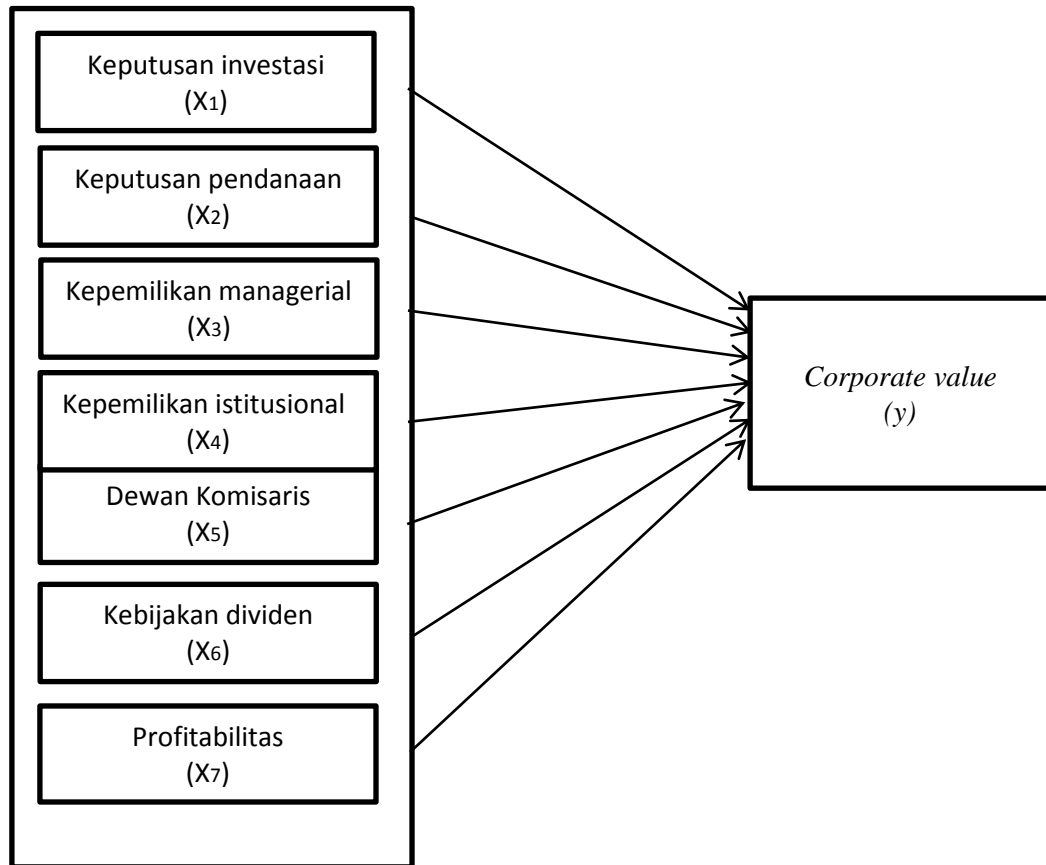 Keputusan investasi
(X1)
Keputusan pendanaan
(X2)
Kepemilikan managerial
(X3)
Kepemilikan istitusional
(X4)
Dewan Komisaris
(X5)
Kebijakan dividen
(X6)
Profitabilitas
(X7)
Corporate value
(y)